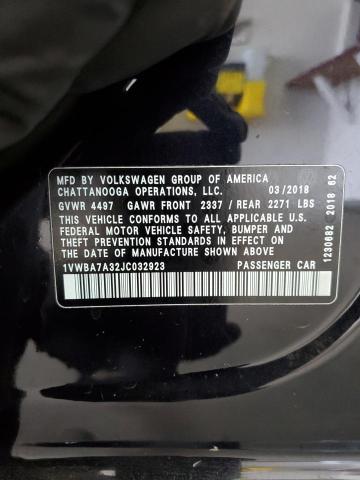 MFD BY VOLKSWAGEN GROUP OF AMERICA
CHATTANOOGA OPERATIONS, LLC. 03/2018
GVWR 4497 GAWR FRONT 2337 / REAR 2271 LBS
THIS VEHICLE CONFORMS TO ALL APPLICABLE U.S.
FEDERAL MOTOR VEHICLE SAFETY, BUMPER AND
THEFT PREVENTION STANDARDS IN EFFECT ON
THE DATE OF MANUFACTURE SHOWN ABOVE
1VWBA7A32JC032923 PASSENGER CAR
1230682 2018 62